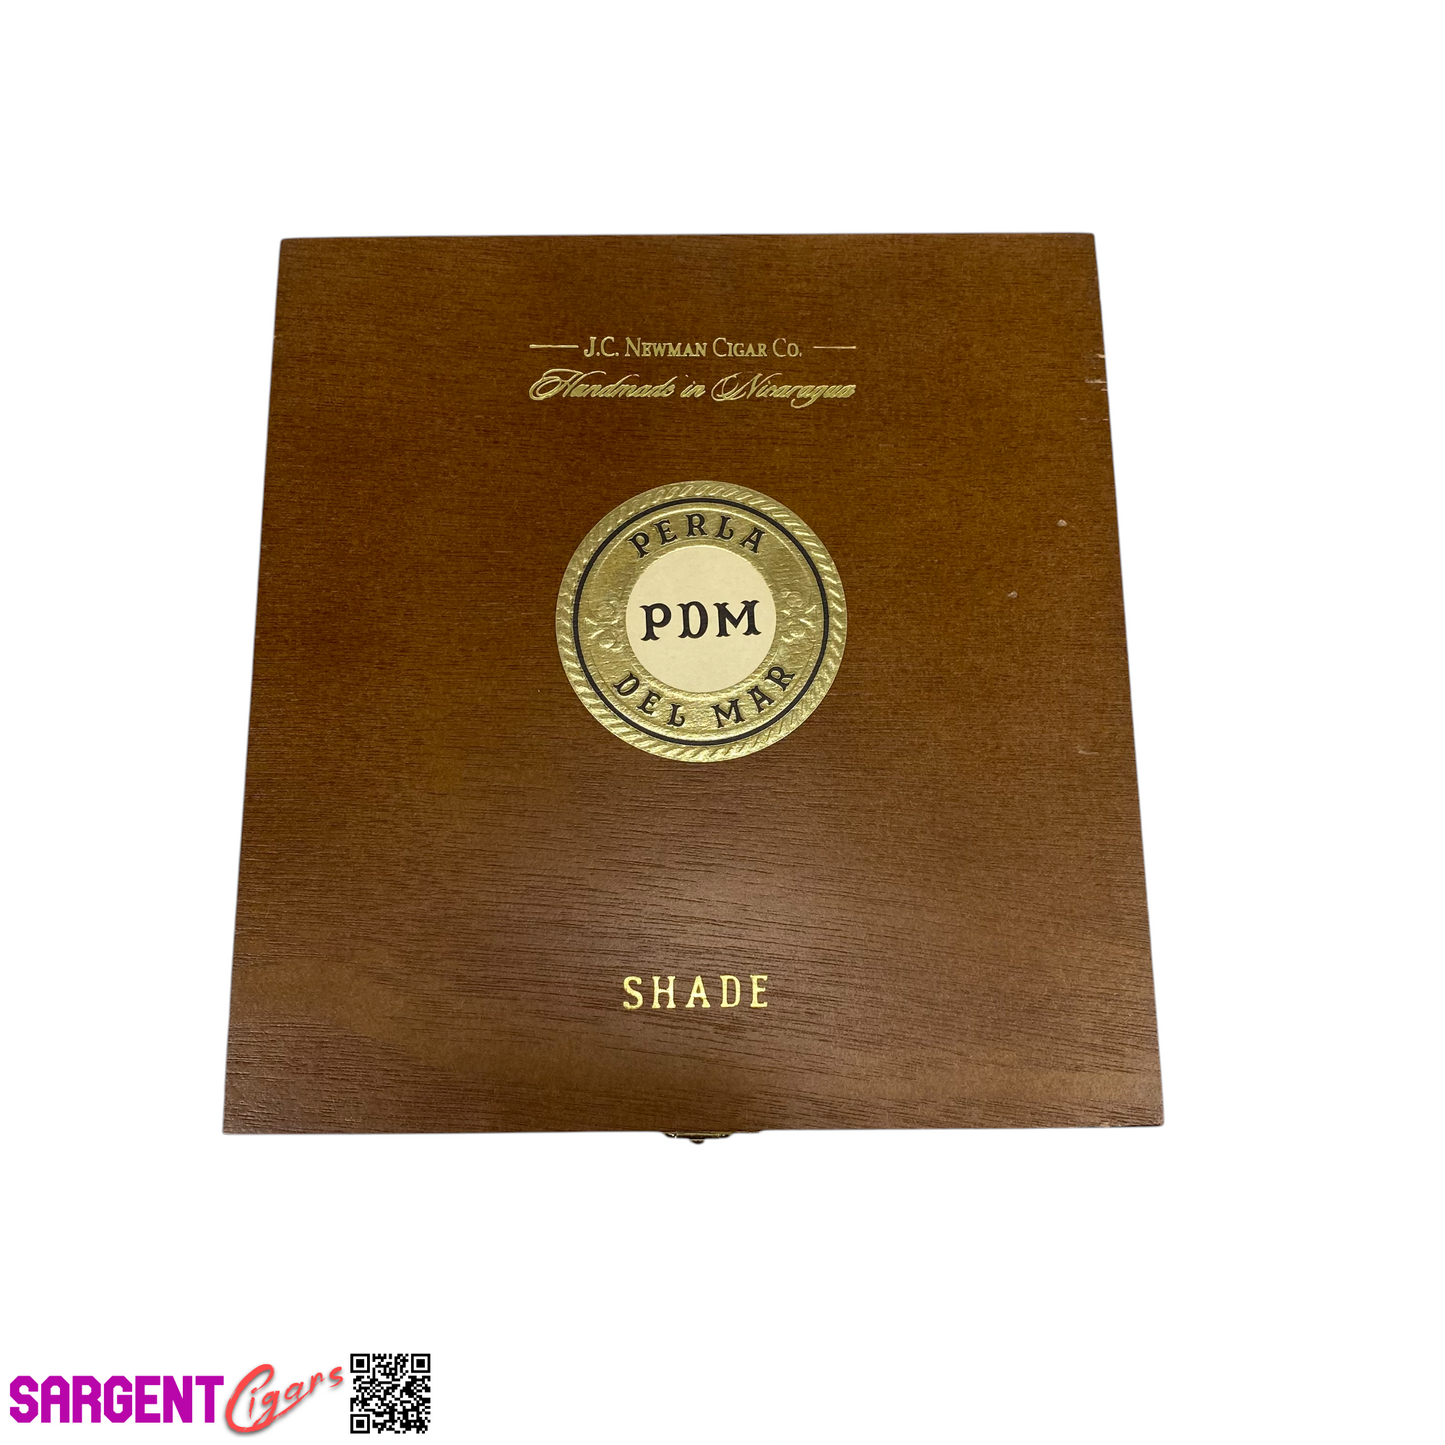 J.C. Newman Cigar Co.
Handmade in Nicaragua
PERLA
PDM
DEL MAR
SHADE
SARGENT Cigars